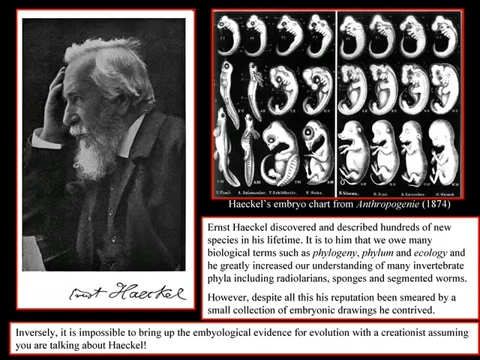 Ernst Haeckel
Haeckel's embryo chart from Anthropogenie (1874)
Ernst Haeckel discovered and described hundreds of new
species in his lifetime. It is to him that we owe many
biological terms such as phylogeny, phylum and ecology and
he greatly increased our understanding of many invertebrate
phyla including radiolarians, sponges and segmented worms.
However, despite all this his reputation been smeared by a
small collection of embryonic drawings he contrived.
Inversely, it is impossible to bring up the embyological evidence for evolution with a creationist assuming
you are talking about Haeckel!